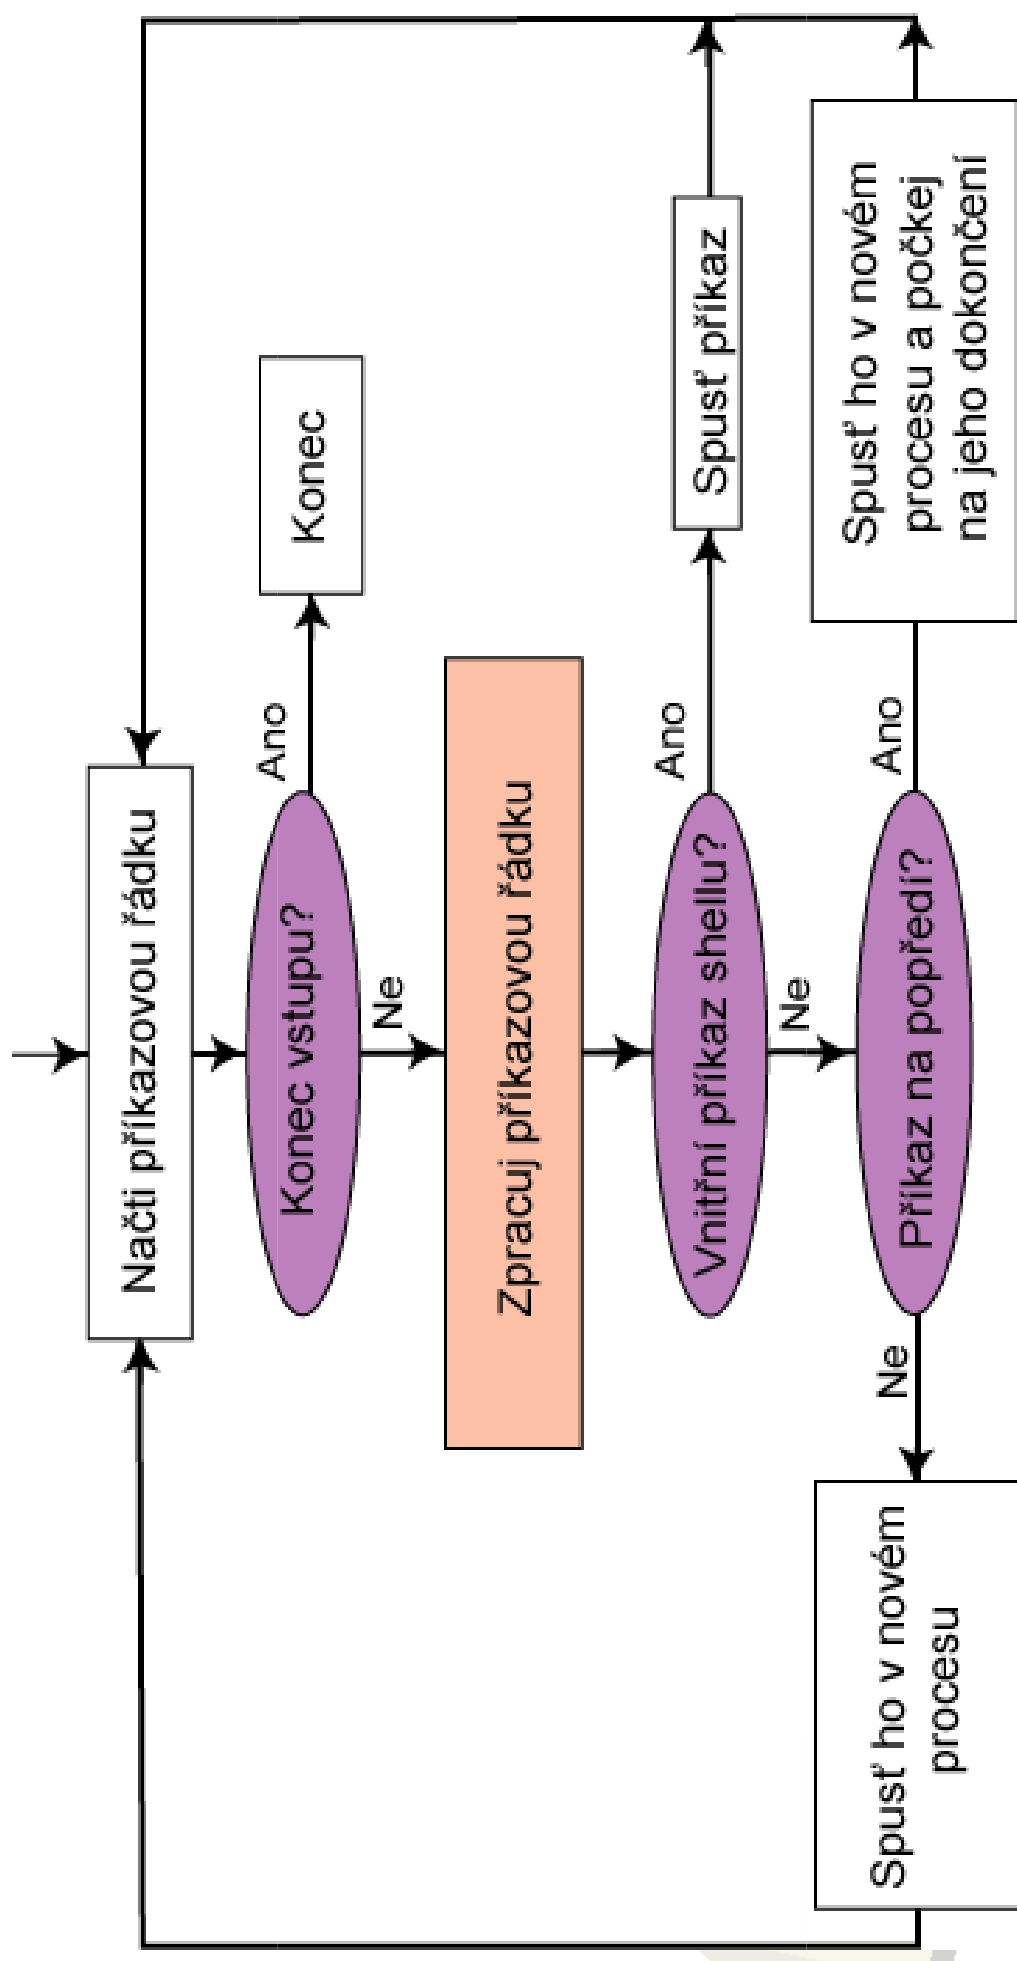 Načti příkazovou řádku
Konec vstupu?
Ano
Konec
Ne
Zpracuj příkazovou řádku
Vnitřní příkaz shellu?
Ano
Spusť příkaz
Ne
Příkaz na popředí?
Ne
Ano
Spusť ho v novém
procesu
Spusť ho v novém
procesu a počkej
na jeho dokončení